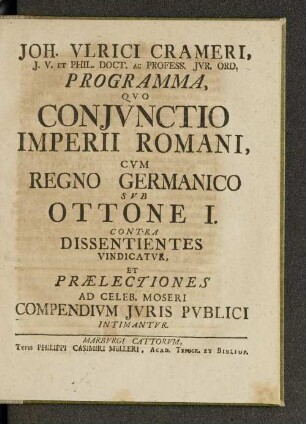 JOH. VLRICI CRAMERI,
J. V. ET PHIL. DOCT. AC PROFESS. JVR. ORD.
PROGRAMMA,
QVO
CONJVNCTIO
IMPERII ROMANI,
CVM
REGNO GERMANICO
SVB
OTTONE I.
CONTRA
DISSENTIENTES
VINDICATVR,
ET
PRÆLECTIONES
AD CELEB. MOSERI
COMPENDIVM JVRIS PVBLICI
INTIMANTVR.
MARBVRGI CATTORVM,
Typis PHILIPPI CASIMIRI MÜLLERI, ACAD. TYPOGR. ET BIBLIOP.